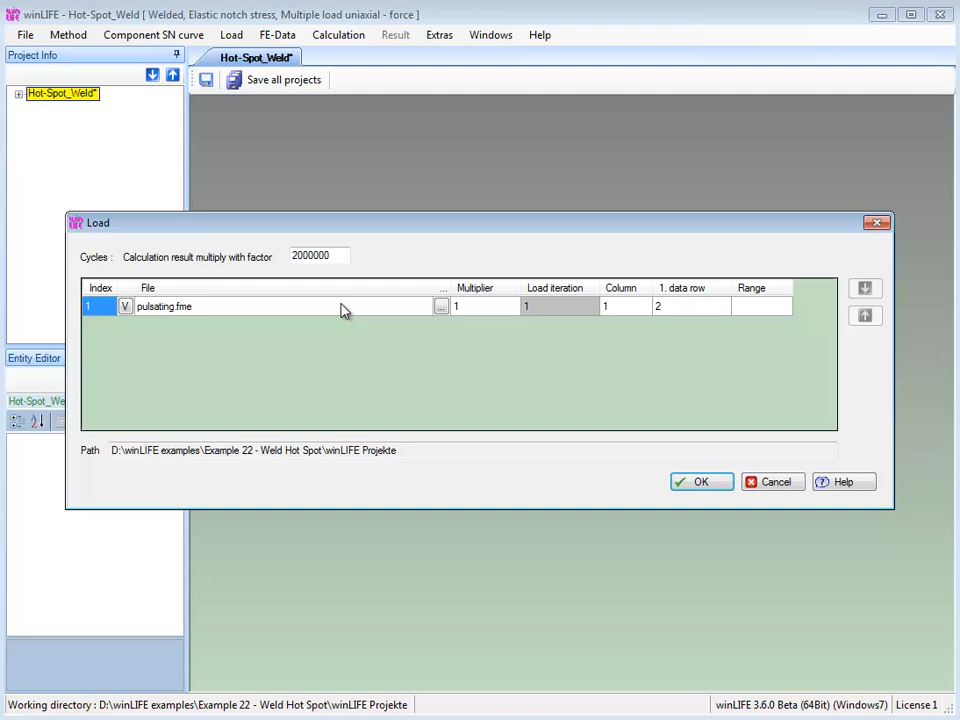 winLIFE - Hot-Spot_Weld [ Welded, Elastic notch stress, Multiple load uniaxial - force ]
File Method Component SN curve Load FE-Data Calculation Result Extras Windows Help
Project Info
Hot-Spot_Weld*
Save all projects
Hot-Spot_Weld*
Load
Cycles : Calculation result multiply with factor 2000000
Index File ... Multiplier Load iteration Column 1. data row Range
1 V pulsating.fme ... 1 1 1 2
Entity Editor
Hot-Spot_We
Path D:\winLIFE examples\Example 22 - Weld Hot Spot\winLIFE Projekte
OK Cancel Help
Working directory : D:\winLIFE examples\Example 22 - Weld Hot Spot\winLIFE Projekte
winLIFE 3.6.0 Beta (64Bit) (Windows7) License 1